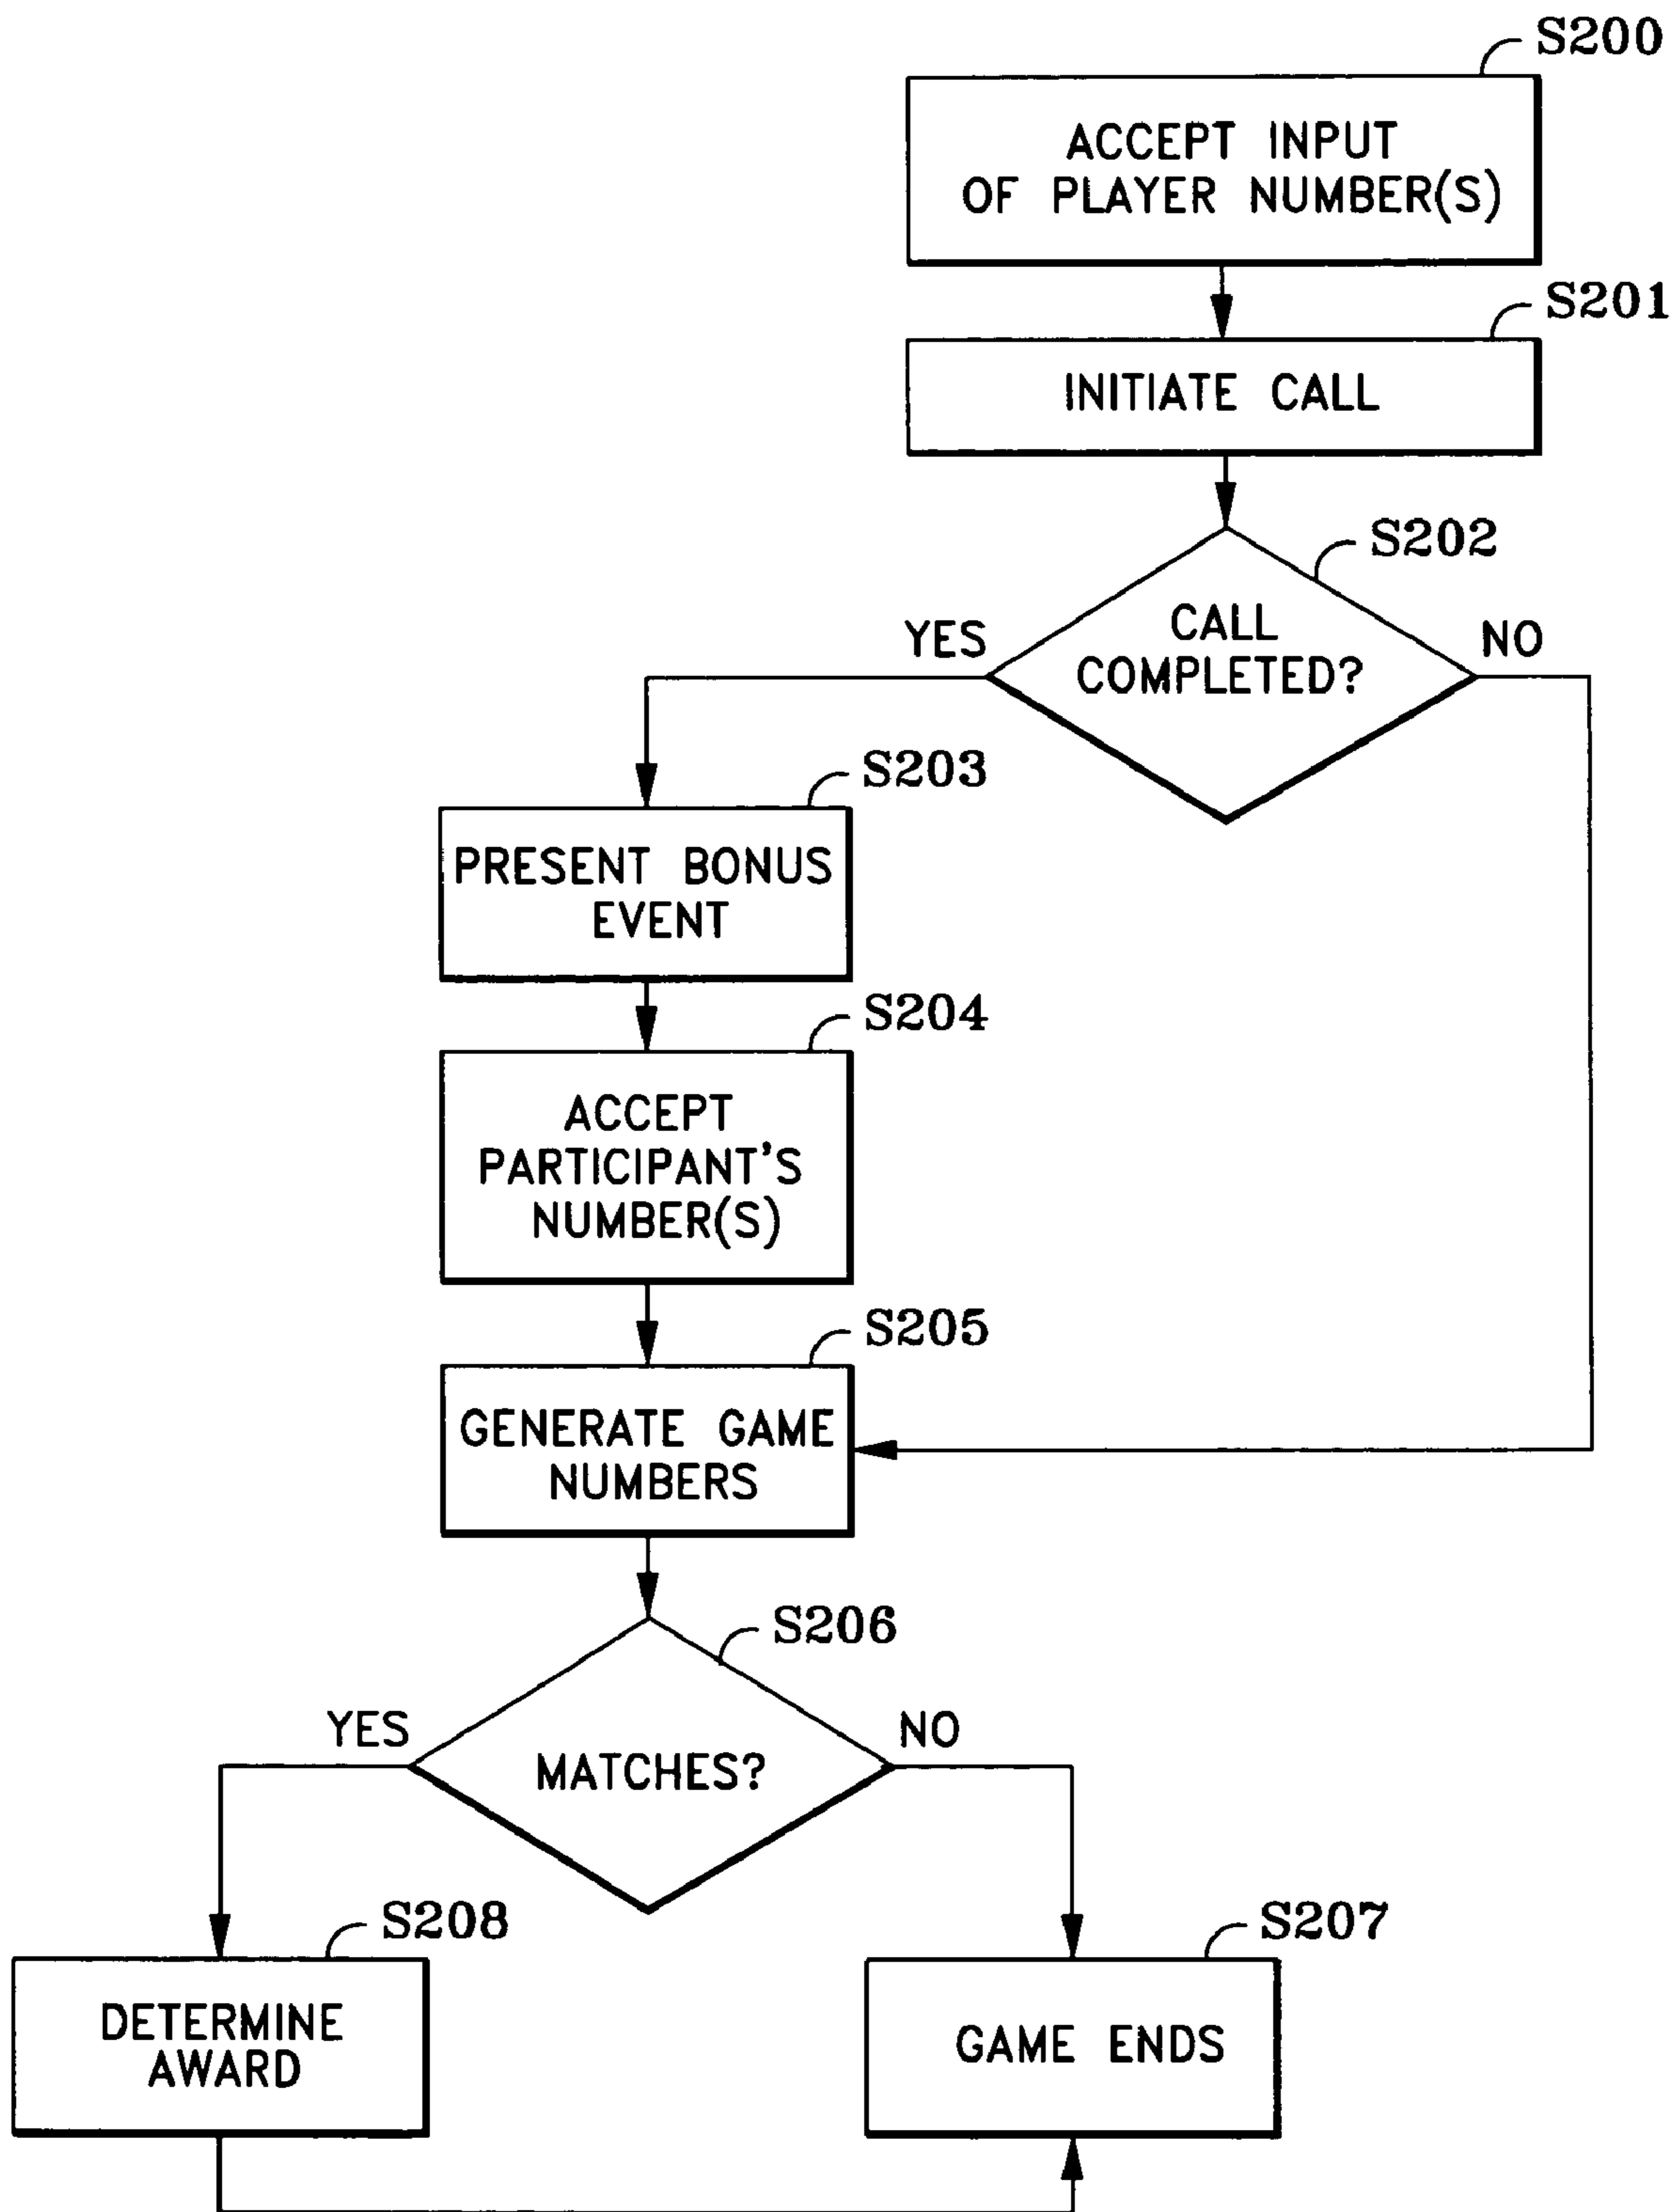 S200
ACCEPT INPUT
OF PLAYER NUMBER(S)
S201
INITIATE CALL
S202
CALL
COMPLETED?
YES
NO
S203
PRESENT BONUS
EVENT
S204
ACCEPT
PARTICIPANT'S
NUMBER(S)
S205
GENERATE GAME
NUMBERS
S206
MATCHES?
YES
NO
S208
DETERMINE
AWARD
S207
GAME ENDS